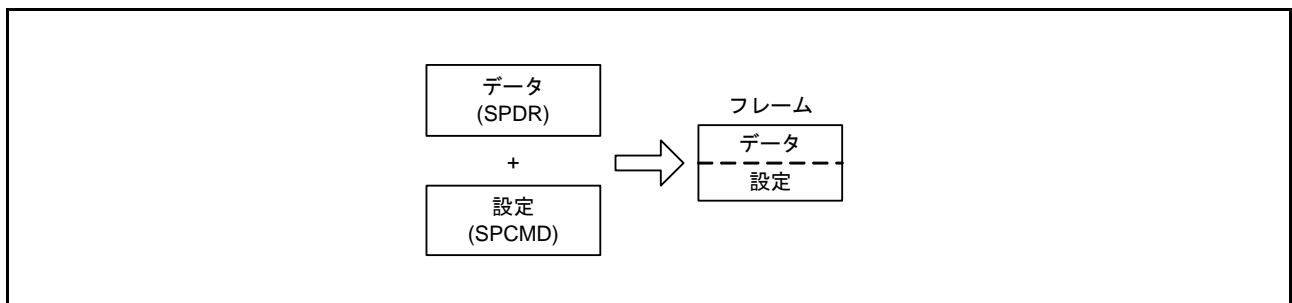 データ
(SPDR)
+
設定
(SPCMD)
フレーム
データ
設定